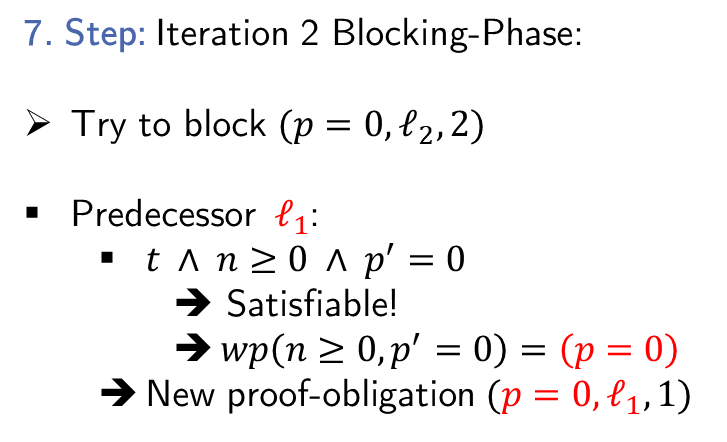 7. Step: Iteration 2 Blocking-Phase:
➢ Try to block (𝑝 = 0, ℓ₂, 2)
▪ Predecessor ℓ₁:
▪ 𝑡 ∧ 𝑛 ≥ 0 ∧ 𝑝′ = 0
➔ Satisfiable!
➔ 𝑤𝑝(𝑛 ≥ 0, 𝑝′ = 0) = (𝑝 = 0)
➔ New proof-obligation (𝑝 = 0, ℓ₁, 1)